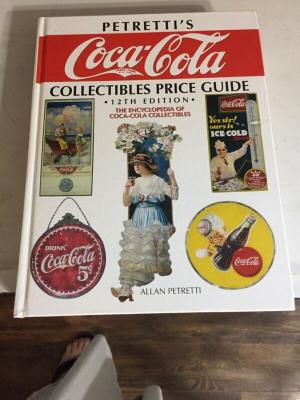 PETRETTI'S
Coca-Cola
COLLECTIBLES PRICE GUIDE
• 12TH EDITION •
THE ENCYCLOPEDIA OF
COCA-COLA COLLECTIBLES
Coca-Cola
Yes sir!
ours is
ICE COLD
DRINK
Coca-Cola
5¢
Coca-Cola
ALLAN PETRETTI